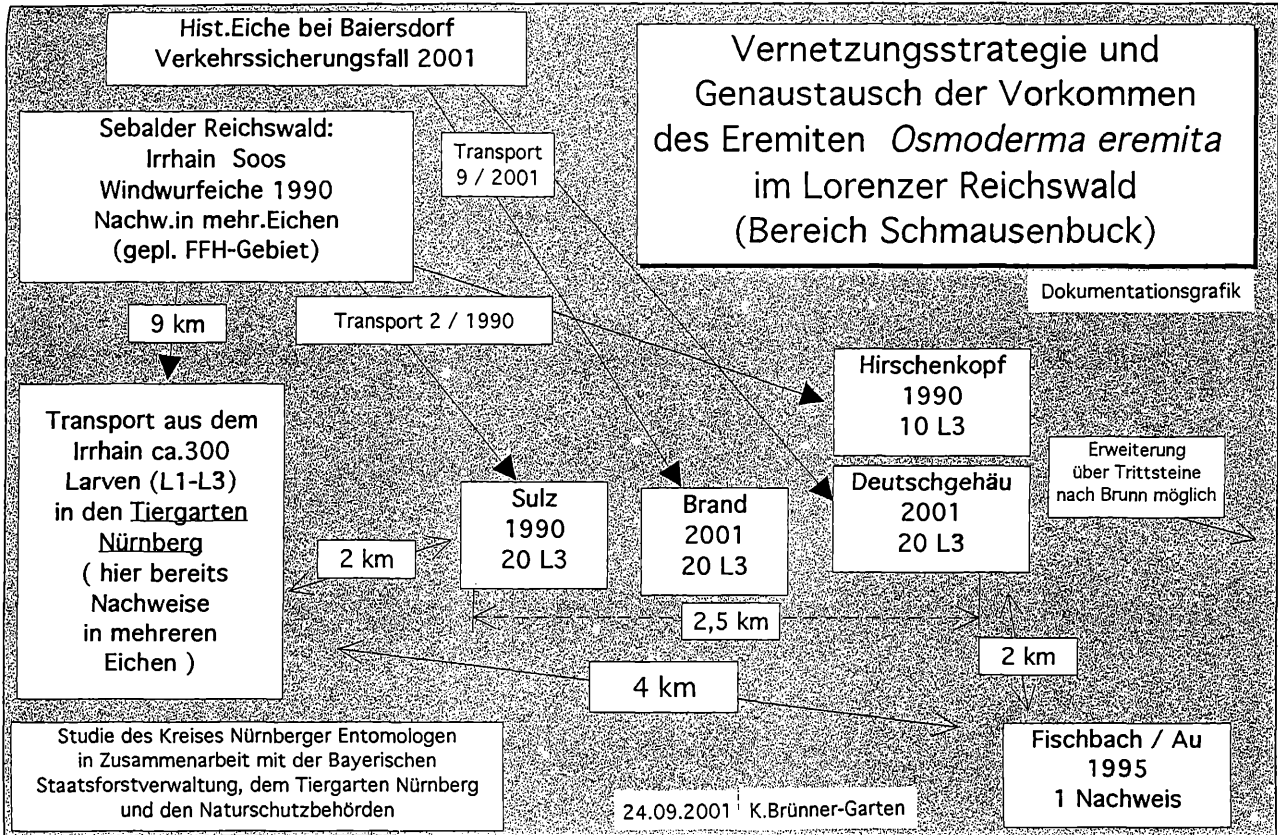 Hist.Eiche bei Baiersdorf
Verkehrssicherungsfall 2001
Vernetzungsstrategie und
Genaustausch der Vorkommen
des Eremiten Osmoderma eremita
im Lorenzer Reichswald
(Bereich Schmausenbuck)
Sebalder Reichswald:
Irrhain Soos
Windwurfeiche 1990
Nachw.in mehr.Eichen
(gepl. FFH-Gebiet)
Transport
9 / 2001
Dokumentationsgrafik
9 km
Transport 2 / 1990
Hirschenkopf
1990
10 L3
Transport aus dem
Irrhain ca.300
Larven (L1-L3)
in den Tiergarten
Nürnberg
( hier bereits
Nachweise
in mehreren
Eichen )
Erweiterung
über Trittsteine
nach Brunn möglich
Sulz
1990
20 L3
Brand
2001
20 L3
Deutschgehäu
2001
20 L3
2 km
2,5 km
2 km
4 km
Studie des Kreises Nürnberger Entomologen
in Zusammenarbeit mit der Bayerischen
Staatsforstverwaltung, dem Tiergarten Nürnberg
und den Naturschutzbehörden
Fischbach / Au
1995
1 Nachweis
24.09.2001 K.Brünner-Garten